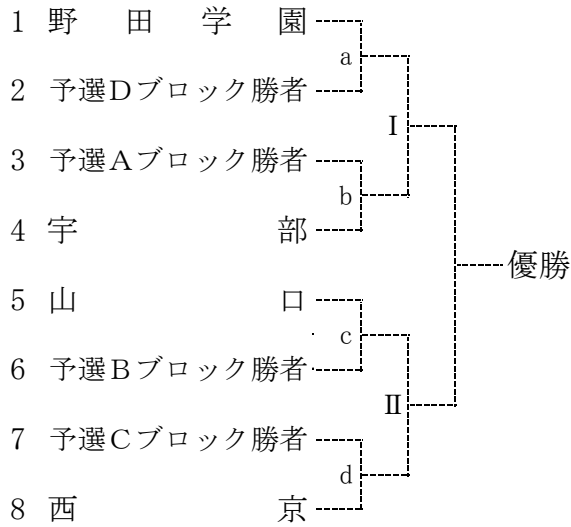 1 野田学園
a
2 予選Dブロック勝者
Ⅰ
3 予選Aブロック勝者
b
4 宇部
優勝
5 山口
c
6 予選Bブロック勝者
Ⅱ
7 予選Cブロック勝者
d
8 西京